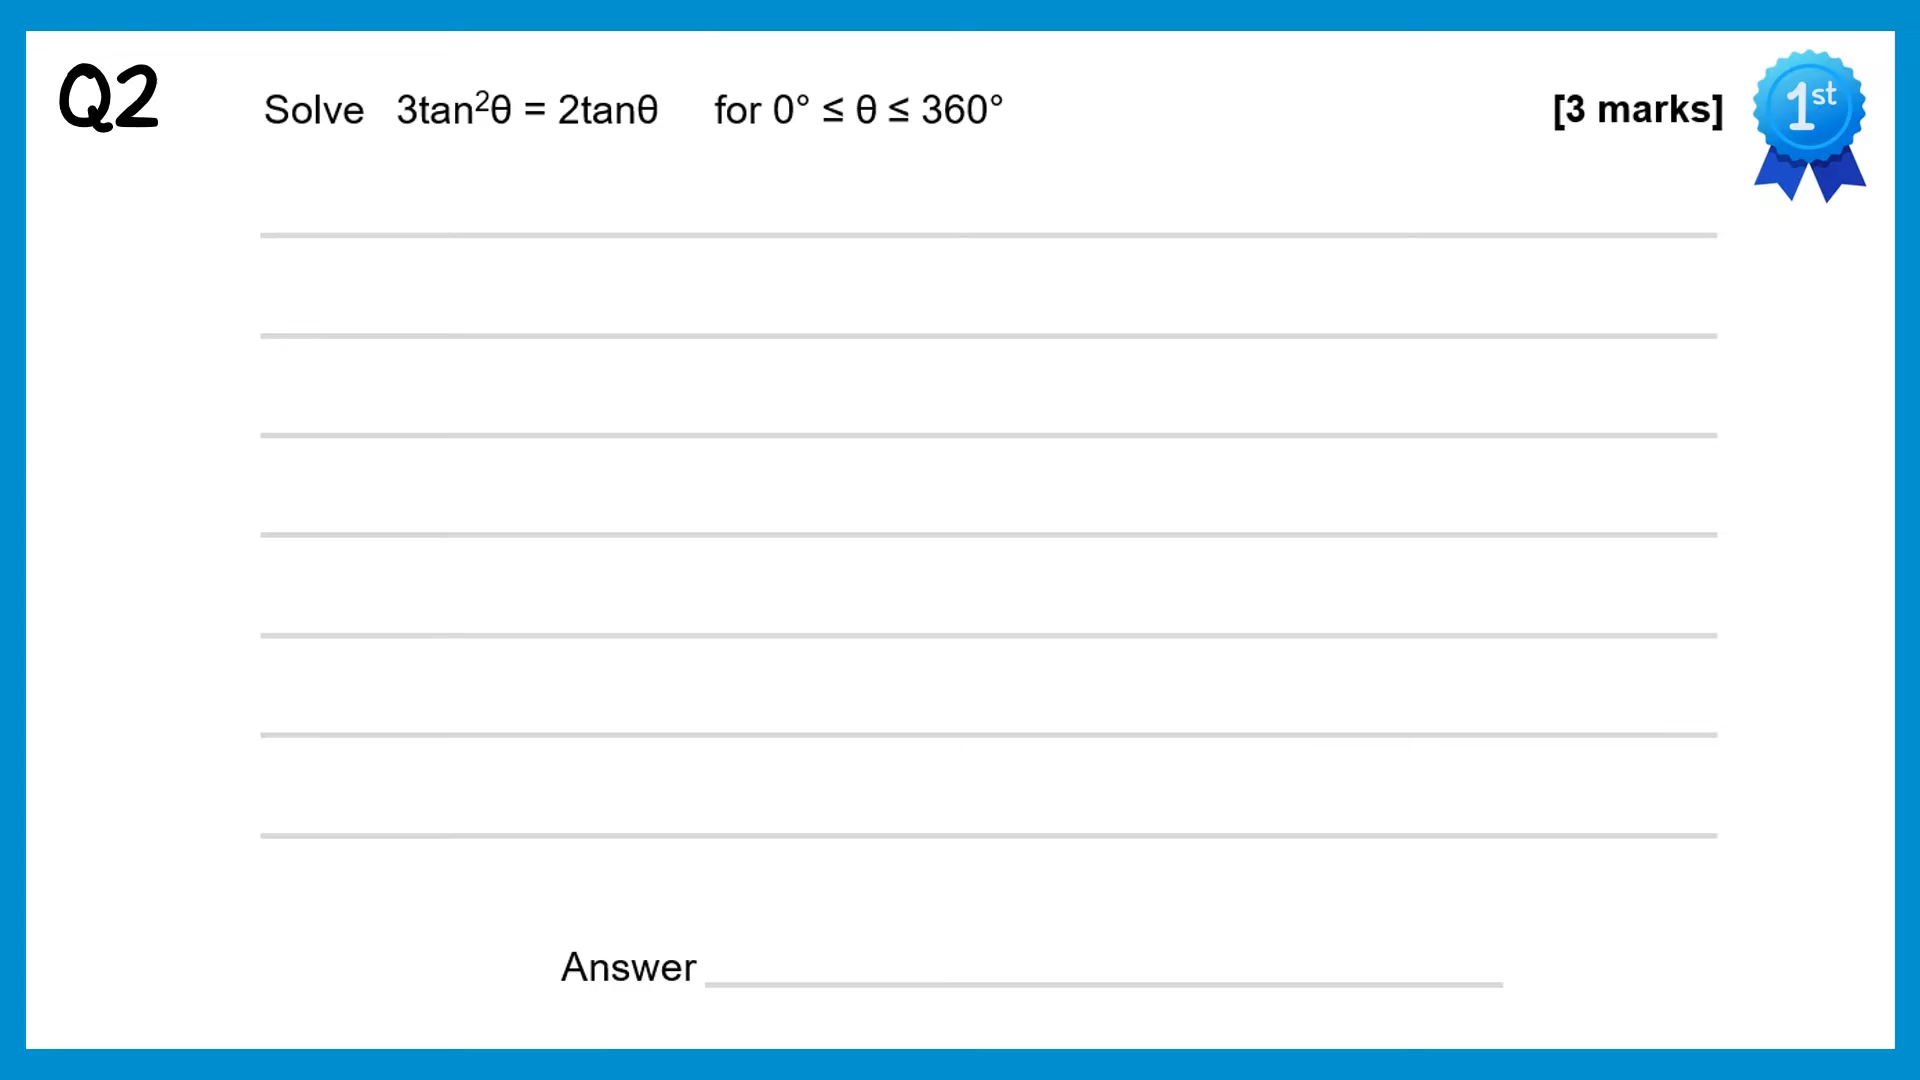 Q2 Solve 3tan²θ = 2tanθ for 0° ≤ θ ≤ 360° [3 marks] 1st
Answer